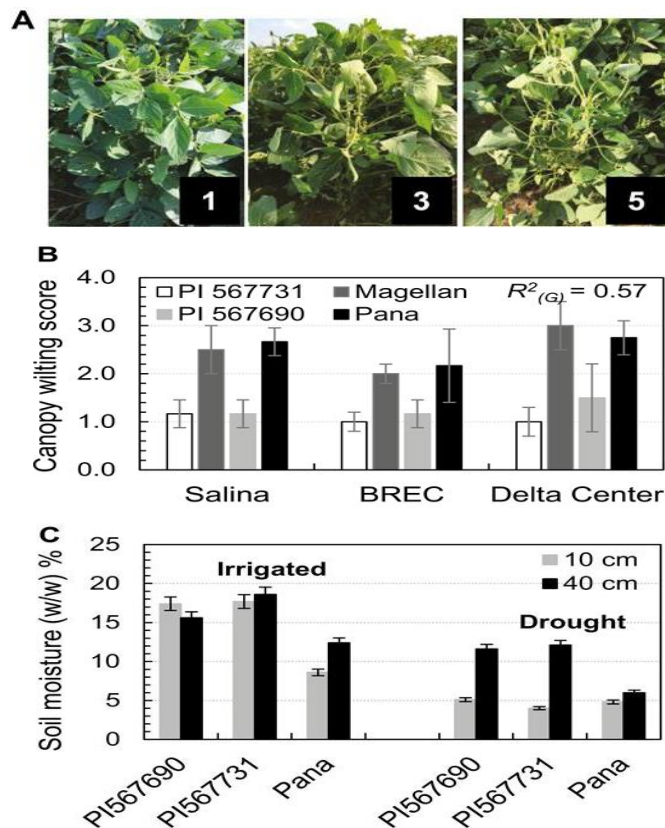 A
1 3 5
B
Canopy wilting score
4.0
3.0
2.0
1.0
0.0
PI 567731 Magellan R²(G) = 0.57
PI 567690 Pana
Salina BREC Delta Center
C
Soil moisture (w/w) %
25
20
15
10
5
0
10 cm
40 cm
Irrigated
Drought
PI567690 PI567731 Pana PI567690 PI567731 Pana